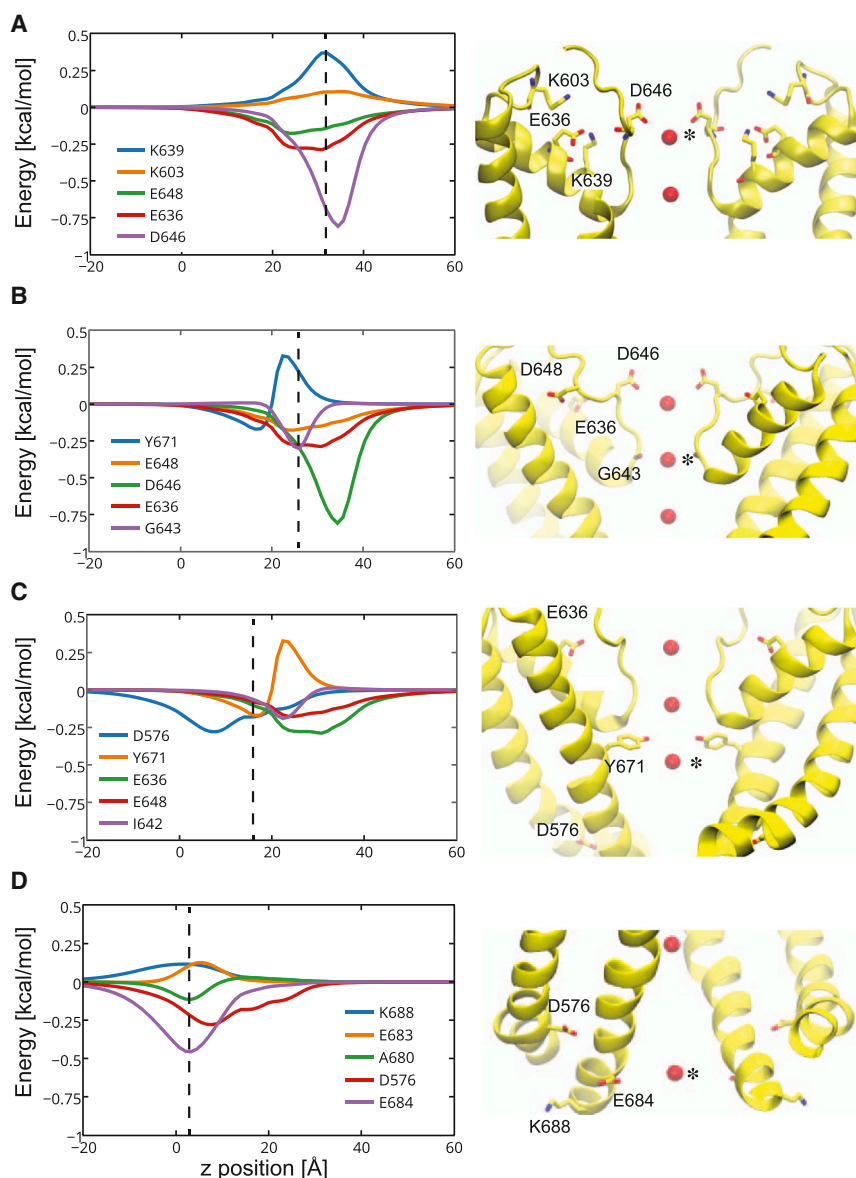 A
Energy [kcal/mol]
0.5
0.25
0
−0.25
−0.5
−0.75
−1
−20
0
20
40
60
K639
K603
E648
E636
D646
K603
D646
E636
*
K639
B
Energy [kcal/mol]
0.5
0.25
0
−0.25
−0.5
−0.75
−1
−20
0
20
40
60
Y671
E648
D646
E636
G643
D648
D646
E636
G643
*
C
Energy [kcal/mol]
0.5
0.25
0
−0.25
−0.5
−0.75
−1
−20
0
20
40
60
D576
Y671
E636
E648
I642
E636
Y671
*
D576
D
Energy [kcal/mol]
0.5
0.25
0
−0.25
−0.5
−0.75
−1
−20
0
20
40
60
z position [Å]
K688
E683
A680
D576
E684
D576
*
E684
K688